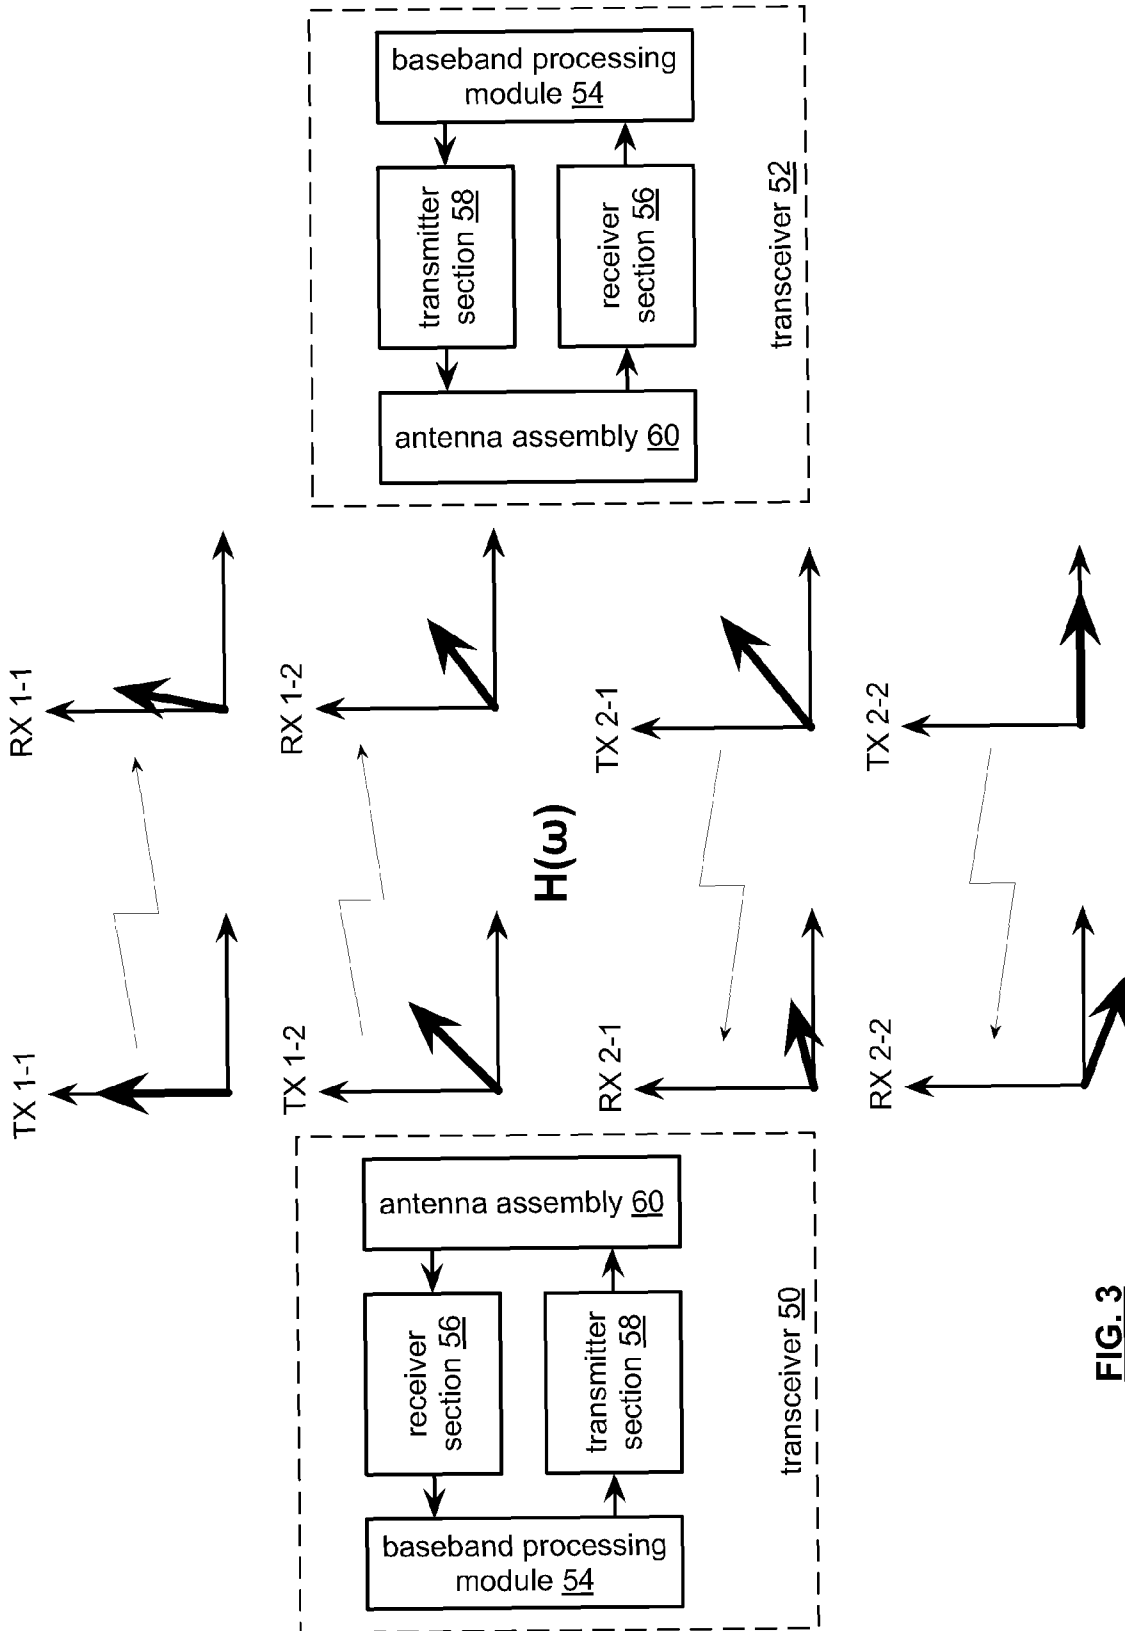 baseband processing
module 54
transmitter
section 58
receiver
section 56
antenna assembly 60
transceiver 52
RX 1-1
RX 1-2
TX 2-1
TX 2-2
H(ω)
TX 1-1
TX 1-2
RX 2-1
RX 2-2
antenna assembly 60
receiver
section 56
transmitter
section 58
baseband processing
module 54
transceiver 50
FIG. 3